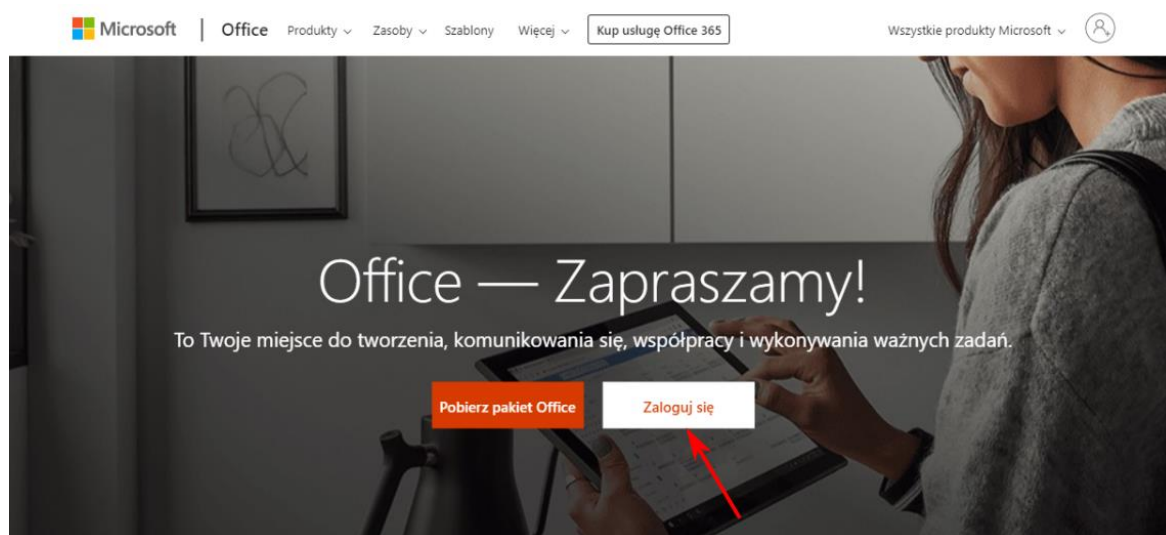 Microsoft | Office Produkty Zasoby Szablony Więcej Kup usługę Office 365 Wszystkie produkty Microsoft
Office — Zapraszamy!
To Twoje miejsce do tworzenia, komunikowania się, współpracy i wykonywania ważnych zadań.
Pobierz pakiet Office Zaloguj się